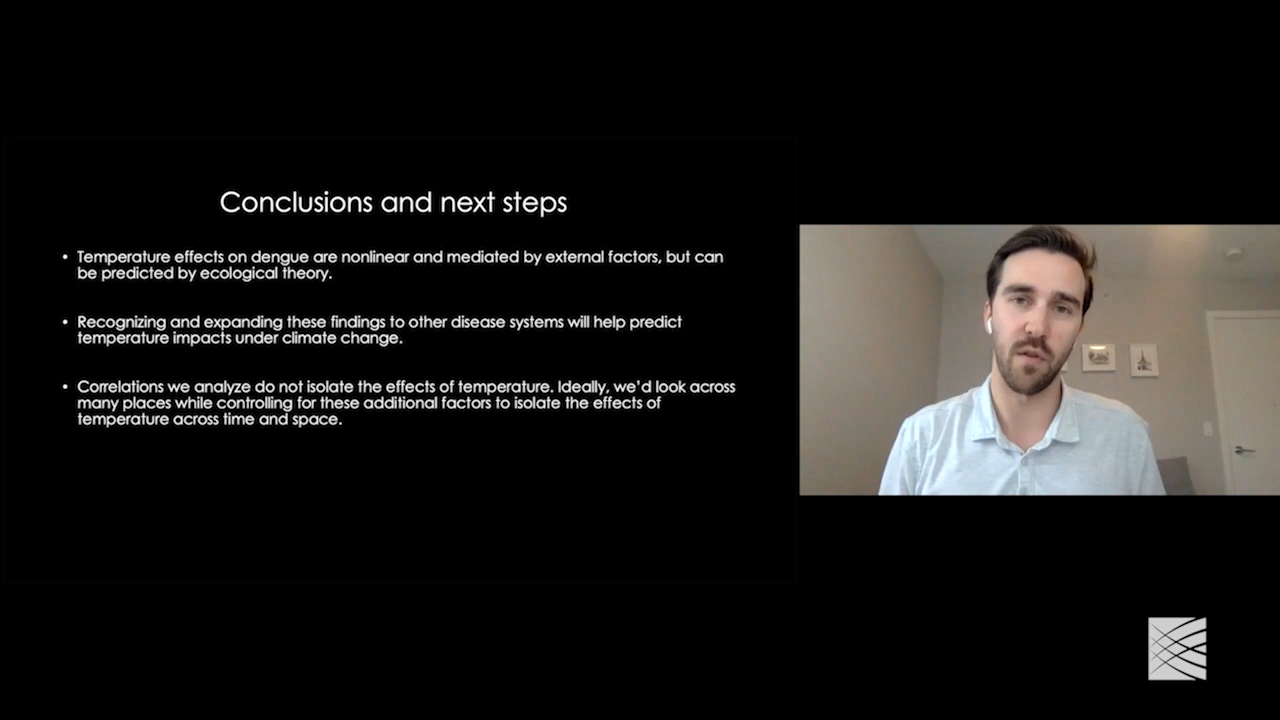 Conclusions and next steps
• Temperature effects on dengue are nonlinear and mediated by external factors, but can
be predicted by ecological theory.
• Recognizing and expanding these findings to other disease systems will help predict
temperature impacts under climate change.
• Correlations we analyze do not isolate the effects of temperature. Ideally, we'd look across
many places while controlling for these additional factors to isolate the effects of
temperature across time and space.